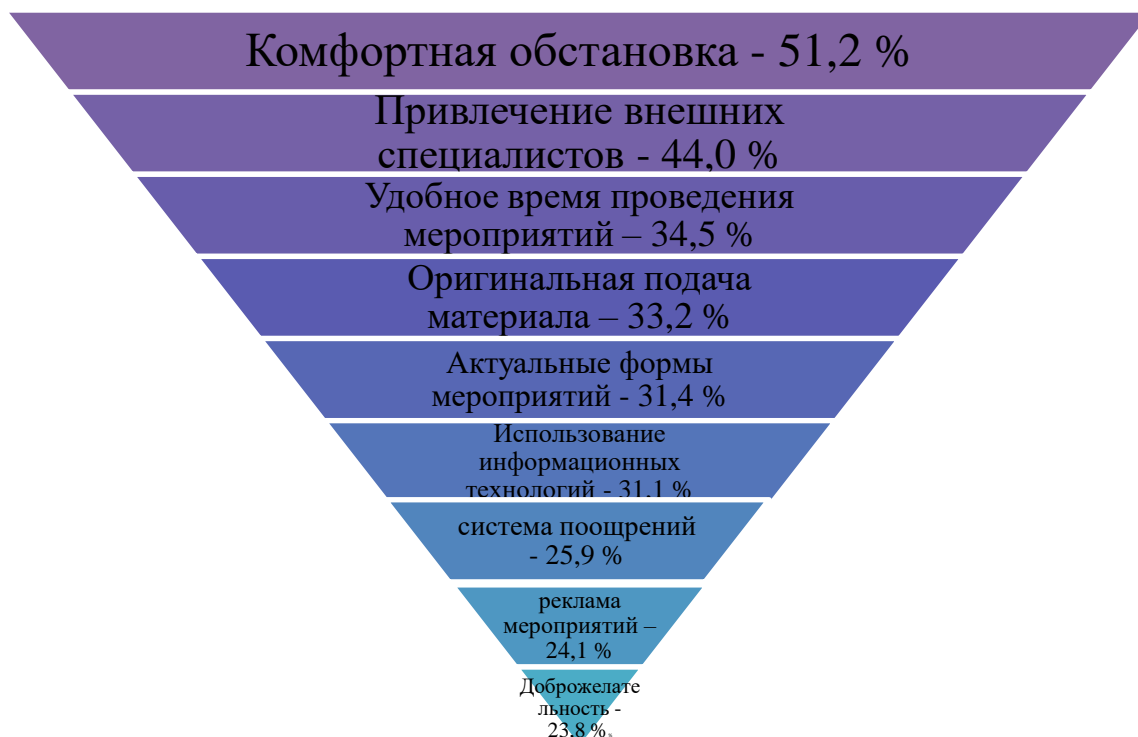 Комфортная обстановка - 51,2 %
Привлечение внешних
специалистов - 44,0 %
Удобное время проведения
мероприятий – 34,5 %
Оригинальная подача
материала – 33,2 %
Актуальные формы
мероприятий - 31,4 %
Использование
информационных
технологий - 31,1 %
система поощрений
- 25,9 %
реклама
мероприятий –
24,1 %
Доброжелате
льность -
23,8 %